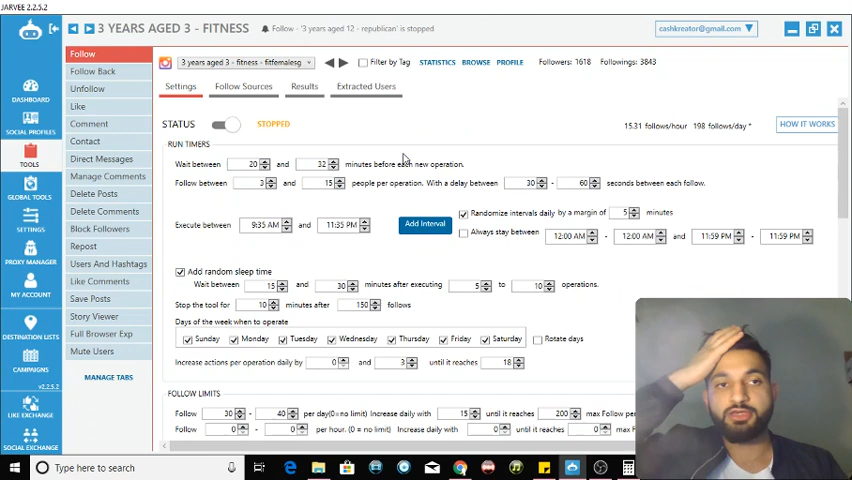 JARVEE 2.2.5.2
3 YEARS AGED 3 - FITNESS
Follow - '3 years aged 12 - republican' is stopped
cashkreator@gmail.com
3 years aged 3 - fitness - fitfemalesg
Filter by Tag
STATISTICS BROWSE PROFILE
Followers: 1618 Followings: 3843
DASHBOARD
SOCIAL PROFILES
TOOLS
GLOBAL TOOLS
SETTINGS
PROXY MANAGER
MY ACCOUNT
DESTINATION LISTS
CAMPAIGNS
v2.2.5.2
LIKE EXCHANGE
SOCIAL EXCHANGE
Follow
Follow Back
Unfollow
Like
Comment
Contact
Direct Messages
Manage Comments
Delete Posts
Delete Comments
Block Followers
Repost
Users And Hashtags
Like Comments
Save Posts
Story Viewer
Full Browser Exp
Mute Users
MANAGE TABS
Settings Follow Sources Results Extracted Users
STATUS STOPPED
15.31 follows/hour 198 follows/day * HOW IT WORKS
RUN TIMERS
Wait between 20 and 32 minutes before each new operation.
Follow between 3 and 15 people per operation. With a delay between 30 - 60 seconds between each follow.
Execute between 9:35 AM and 11:35 PM Add Interval
Randomize intervals daily by a margin of 5 minutes
Always stay between 12:00 AM - 12:00 AM and 11:59 PM - 11:59 PM
Add random sleep time
Wait between 15 and 30 minutes after executing 5 to 10 operations.
Stop the tool for 10 minutes after 150 follows
Days of the week when to operate
Sunday Monday Tuesday Wednesday Thursday Friday Saturday Rotate days
Increase actions per operation daily by 0 and 3 until it reaches 18
FOLLOW LIMITS
Follow 30 - 40 per day(0=no limit) Increase daily with 15 until it reaches 200 max Follow per
Follow 0 - 0 per hour. (0 = no limit) Increase daily with 0 until it reaches 0 max
Type here to search